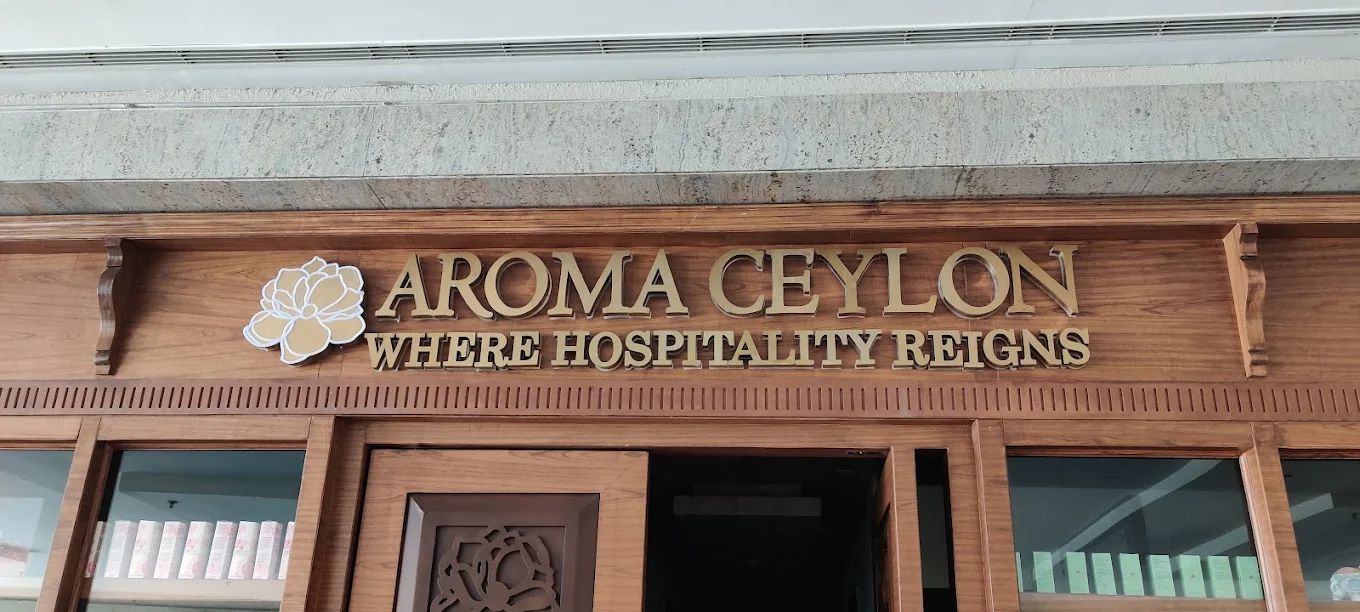 AROMA CEYLON
WHERE HOSPITALITY REIGNS